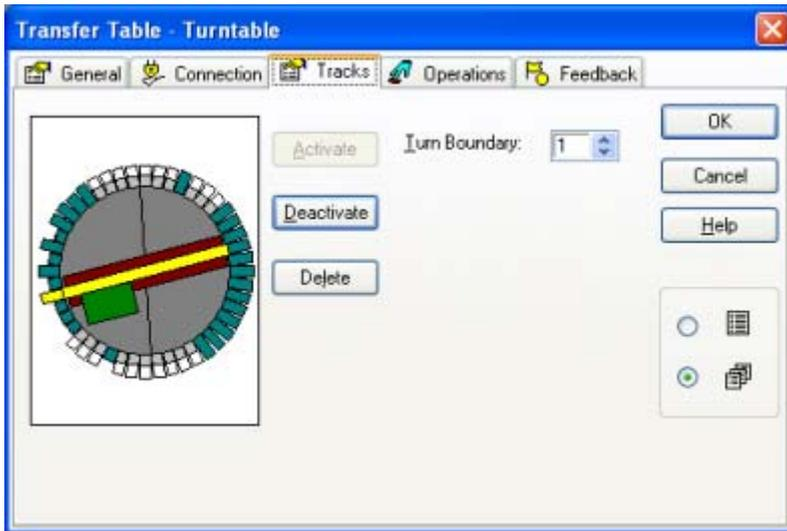 Transfer Table - Turntable
General Connection Tracks Operations Feedback
Activate
Turn Boundary: 1
OK
Cancel
Deactivate
Help
Delete